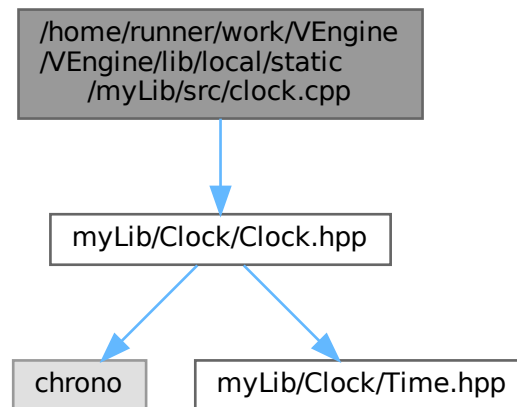 /home/runner/work/VEngine
/VEngine/lib/local/static
/myLib/src/clock.cpp
myLib/Clock/Clock.hpp
chrono
myLib/Clock/Time.hpp